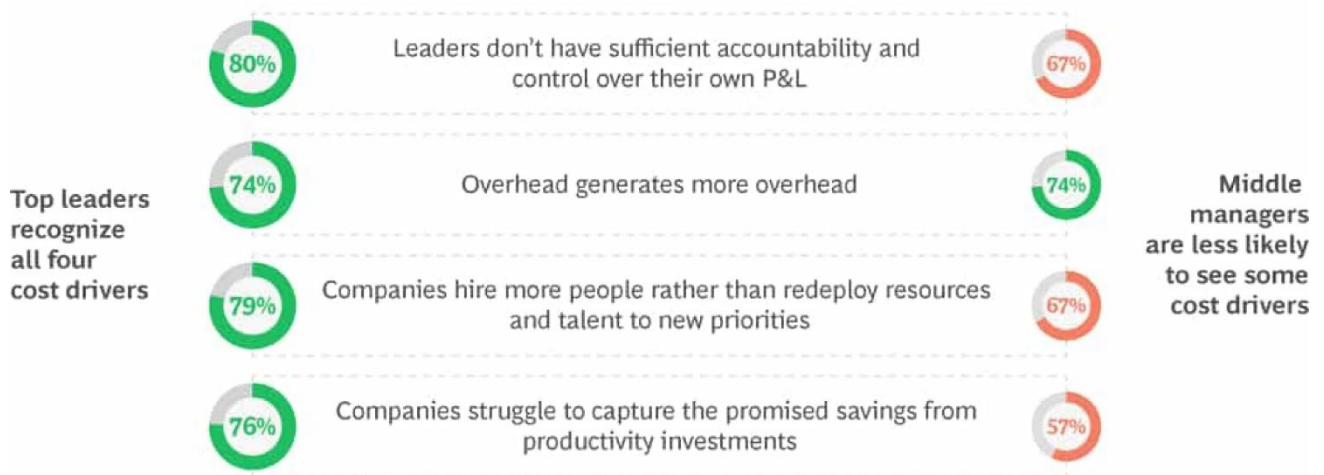 80%
Leaders don't have sufficient accountability and
control over their own P&L
67%
Top leaders
recognize
all four
cost drivers
74%
Overhead generates more overhead
74%
Middle
managers
are less likely
to see some
cost drivers
79%
Companies hire more people rather than redeploy resources
and talent to new priorities
67%
76%
Companies struggle to capture the promised savings from
productivity investments
57%